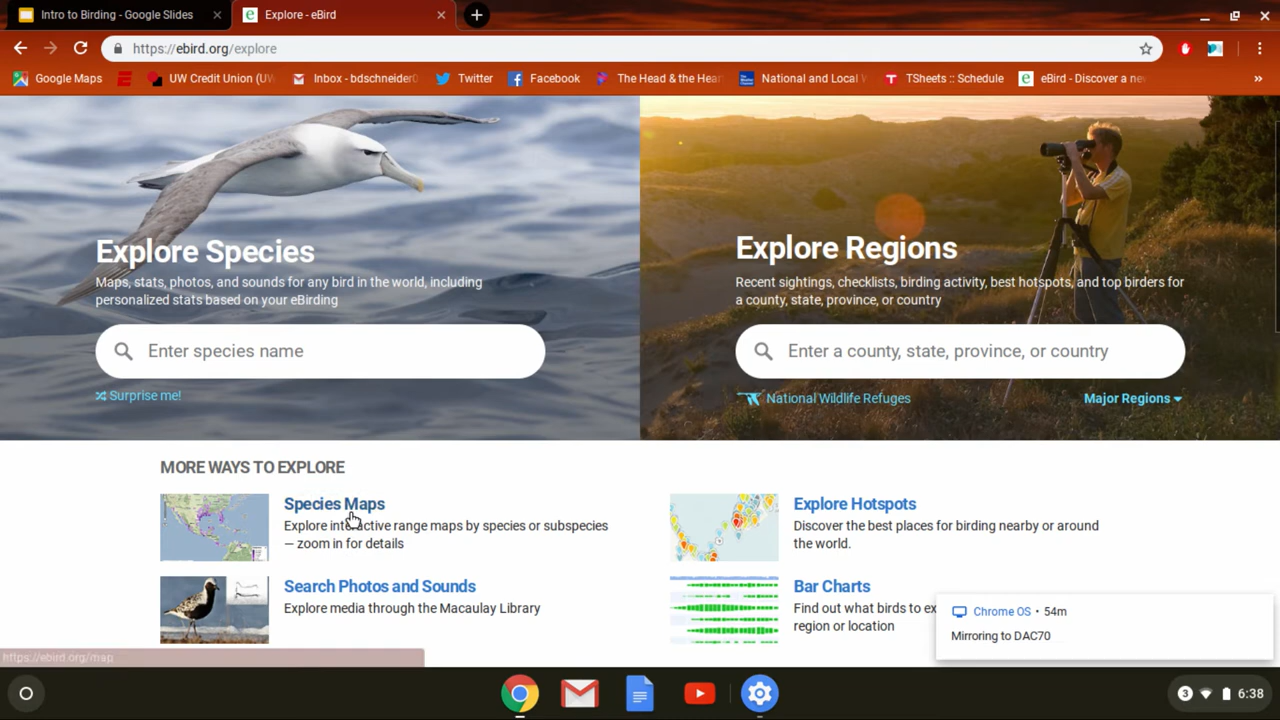 Intro to Birding - Google Slides
Explore - eBird
https://ebird.org/explore
Google Maps
UW Credit Union (UW
Inbox - bdschneider
Twitter
Facebook
The Head & the Hea
National and Local
TSheets :: Schedule
eBird - Discover a ne
Explore Species
Maps, stats, photos, and sounds for any bird in the world, including
personalized stats based on your eBirding
Enter species name
Surprise me!
Explore Regions
Recent sightings, checklists, birding activity, best hotspots, and top birders for
a county, state, province, or country
Enter a county, state, province, or country
National Wildlife Refuges
Major Regions
MORE WAYS TO EXPLORE
Species Maps
Explore interactive range maps by species or subspecies
— zoom in for details
Explore Hotspots
Discover the best places for birding nearby or around
the world.
Search Photos and Sounds
Explore media through the Macaulay Library
Bar Charts
Find out what birds to ex
region or location
Chrome OS • 54m
Mirroring to DAC70
https://ebird.org/map
3
6:38